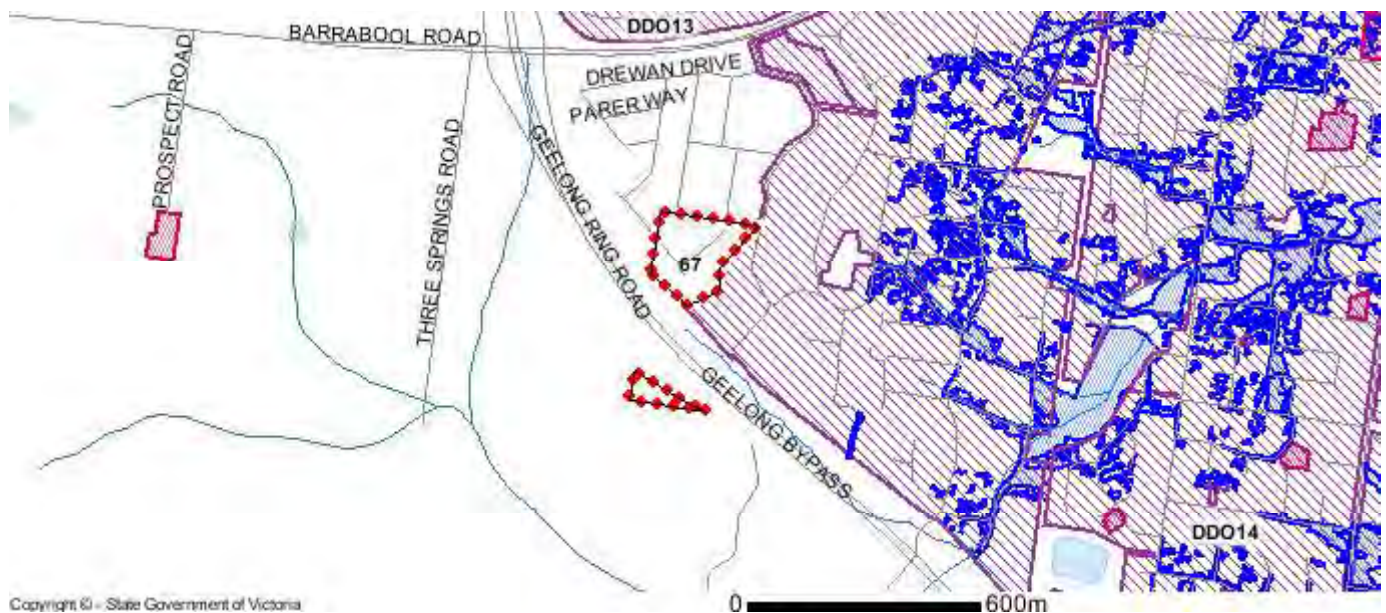 DDO13
BARRABOOL ROAD
PROSPECT ROAD
DREWAN DRIVE
PARER WAY
THREE SPRINGS ROAD
GEELONG RING ROAD
67
4
GEELONG BYPASS
DDO14
Copyright © - State Government of Victoria
0 600m